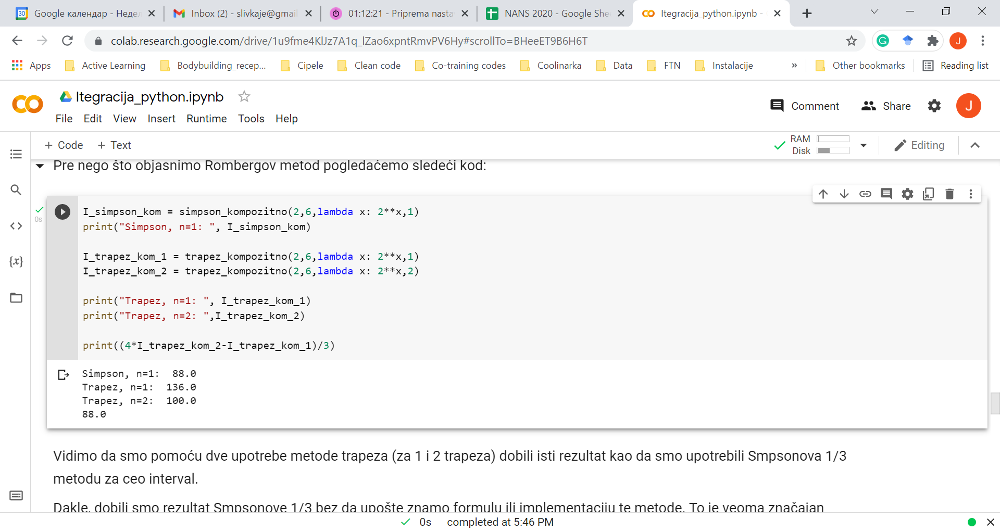 30 Google календар - Недел
Inbox (2) - slivkaje@gmail
01:12:21 - Priprema nasta
NANS 2020 - Google She
Itegracija_python.ipynb -
colab.research.google.com/drive/1u9fme4KlJz7A1q_lZao6xpntRmvPV6Hy#scrollTo=BHeeET9B6H6T
J
Apps Active Learning Bodybuilding_recep... Cipele Clean code Co-training codes Coolinarka Data FTN Instalacije » Other bookmarks Reading list
Itegracija_python.ipynb
Comment Share J
File Edit View Insert Runtime Tools Help
+ Code + Text
RAM
Disk
Editing
Pre nego što objasnimo Rombergov metod pogledaćemo sledeći kod:
0s
I_simpson_kom = simpson_kompozitno(2,6,lambda x: 2**x,1)
print("Simpson, n=1: ", I_simpson_kom)
I_trapez_kom_1 = trapez_kompozitno(2,6,lambda x: 2**x,1)
I_trapez_kom_2 = trapez_kompozitno(2,6,lambda x: 2**x,2)
print("Trapez, n=1: ", I_trapez_kom_1)
print("Trapez, n=2: ",I_trapez_kom_2)
print((4*I_trapez_kom_2-I_trapez_kom_1)/3)
Simpson, n=1:  88.0
Trapez, n=1:  136.0
Trapez, n=2:  100.0
88.0
Vidimo da smo pomoću dve upotrebe metode trapeza (za 1 i 2 trapeza) dobili isti rezultat kao da smo upotrebili Smpsonova 1/3
metodu za ceo interval.
Dakle, dobili smo rezultat Smpsonove 1/3 bez da uopšte znamo formulu ili implementaciju te metode. To je veoma značajan
0s completed at 5:46 PM